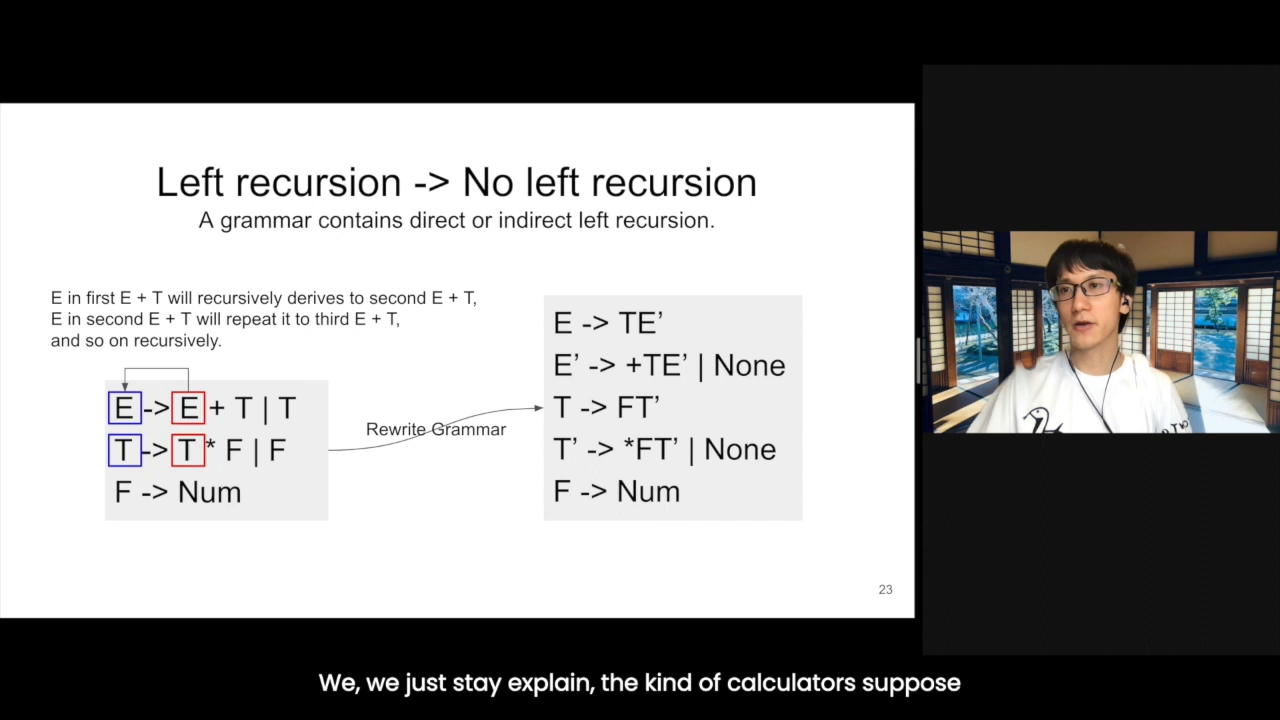 Left recursion -> No left recursion
A grammar contains direct or indirect left recursion.
E in first E + T will recursively derives to second E + T,
E in second E + T will repeat it to third E + T,
and so on recursively.
E -> E + T | T
T -> T * F | F
F -> Num
Rewrite Grammar
E -> TE’
E’ -> +TE’ | None
T -> FT’
T’ -> *FT’ | None
F -> Num
23
We, we just stay explain, the kind of calculators suppose